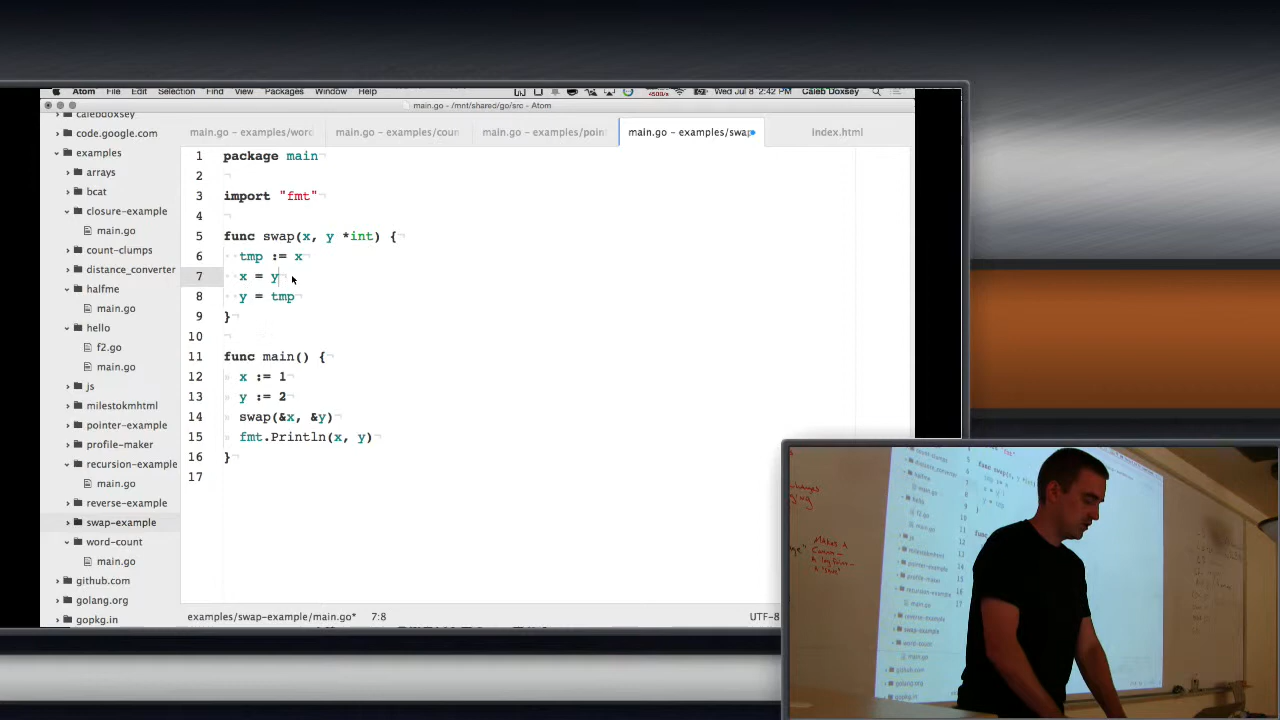 Atom File Edit Selection Find View Packages Window Help Wed Jul 8 2:42 PM Caleb Doxsey
main.go - /mnt/shared/go/src - Atom
calebdoxsey
code.google.com
examples
arrays
bcat
closure-example
main.go
count-clumps
distance_converter
halfme
main.go
hello
f2.go
main.go
js
milestokmhtml
pointer-example
profile-maker
recursion-example
main.go
reverse-example
swap-example
word-count
main.go
github.com
golang.org
gopkg.in
main.go - examples/word main.go - examples/coun main.go - examples/poin main.go - examples/swap index.html
1 package main
2
3 import "fmt"
4
5 func swap(x, y *int) {
6 tmp := x
7 x = y
8 y = tmp
9 }
10
11 func main() {
12 x := 1
13 y := 2
14 swap(&x, &y)
15 fmt.Println(x, y)
16 }
17
examples/swap-example/main.go* 7:8 UTF-8
Makes A